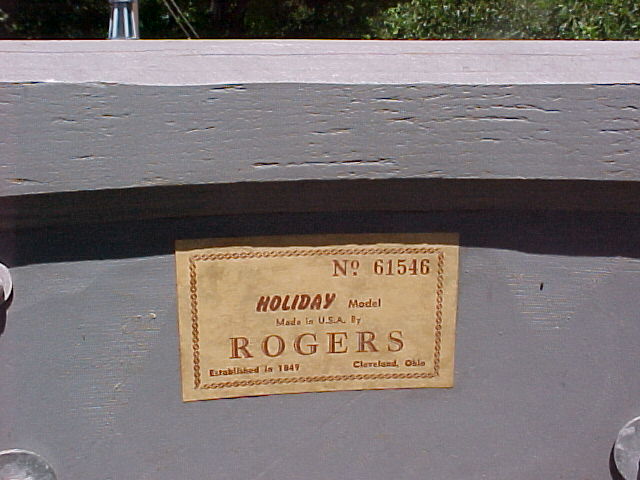 Nº 61546
HOLIDAY Model
Made in U.S.A. By
ROGERS
Established in 1849 Cleveland, Ohio